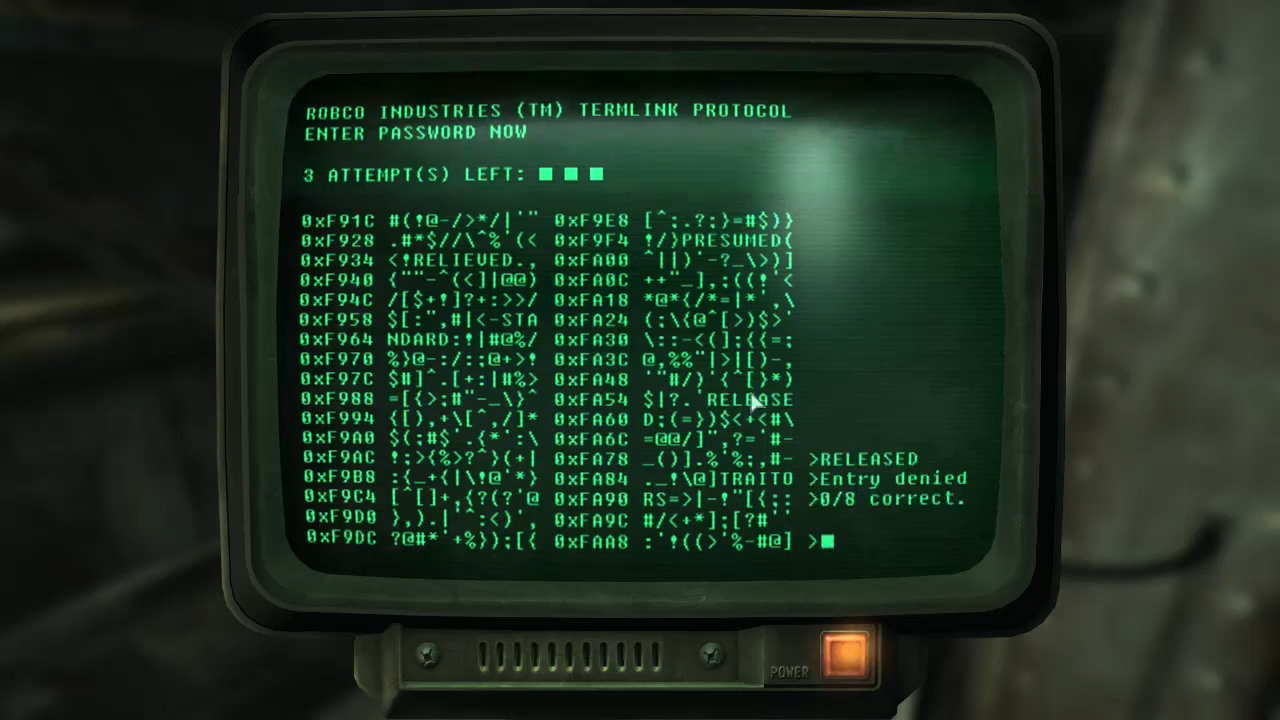 ROBCO INDUSTRIES (TM) TERMLINK PROTOCOL
ENTER PASSWORD NOW
3 ATTEMPT(S) LEFT: ■ ■ ■
0xF91C #(!@-/>*/|'" 0xF9E8 [^;.?;}=#$)}
0xF928 .#*$//\^%'(< 0xF9F4 !/}PRESUMED(
0xF934 <!RELIEVED., 0xFA00 ^||)'-?_\>)]
0xF940 {""-^(<]|@@) 0xFA0C ++"_],;((!'<
0xF94C /[$+!]?+:>>/ 0xFA18 *@*{/*=|*',\
0xF958 $[:",#|<-STA 0xFA24 (;\{@^[>)$>'
0xF964 NDARD:!|#@%/ 0xFA30 \::-<(];{{=;
0xF970 %}@-:/:;@+>! 0xFA3C @,%%"|>|[)-,
0xF97C $#]^.[+:|#%> 0xFA48 '"#/)'{^[}*)
0xF988 =[{>;#"-_\}^ 0xFA54 $|?.'RELEASE
0xF994 {[),+\[^,/]* 0xFA60 D;(=})$<+<#\
0xF9A0 $(;#$'.{*':\ 0xFA6C =@@/]",?='#-
0xF9AC !;>{%>?^}(+| 0xFA78 _()].%'%;,#- >RELEASED
0xF9B8 :{_+{|\!@'*} 0xFA84 ._!\@]TRAITO >Entry denied
0xF9C4 [^[]+,{?(?'@ 0xFA90 RS=>|-!"[{:: >0/8 correct.
0xF9D0 },).|'^:<)', 0xFA9C #/<+*];[?#''
0xF9DC ?@#*'+%});[{ 0xFAA8 :'!((>'%-#@] >■
POWER